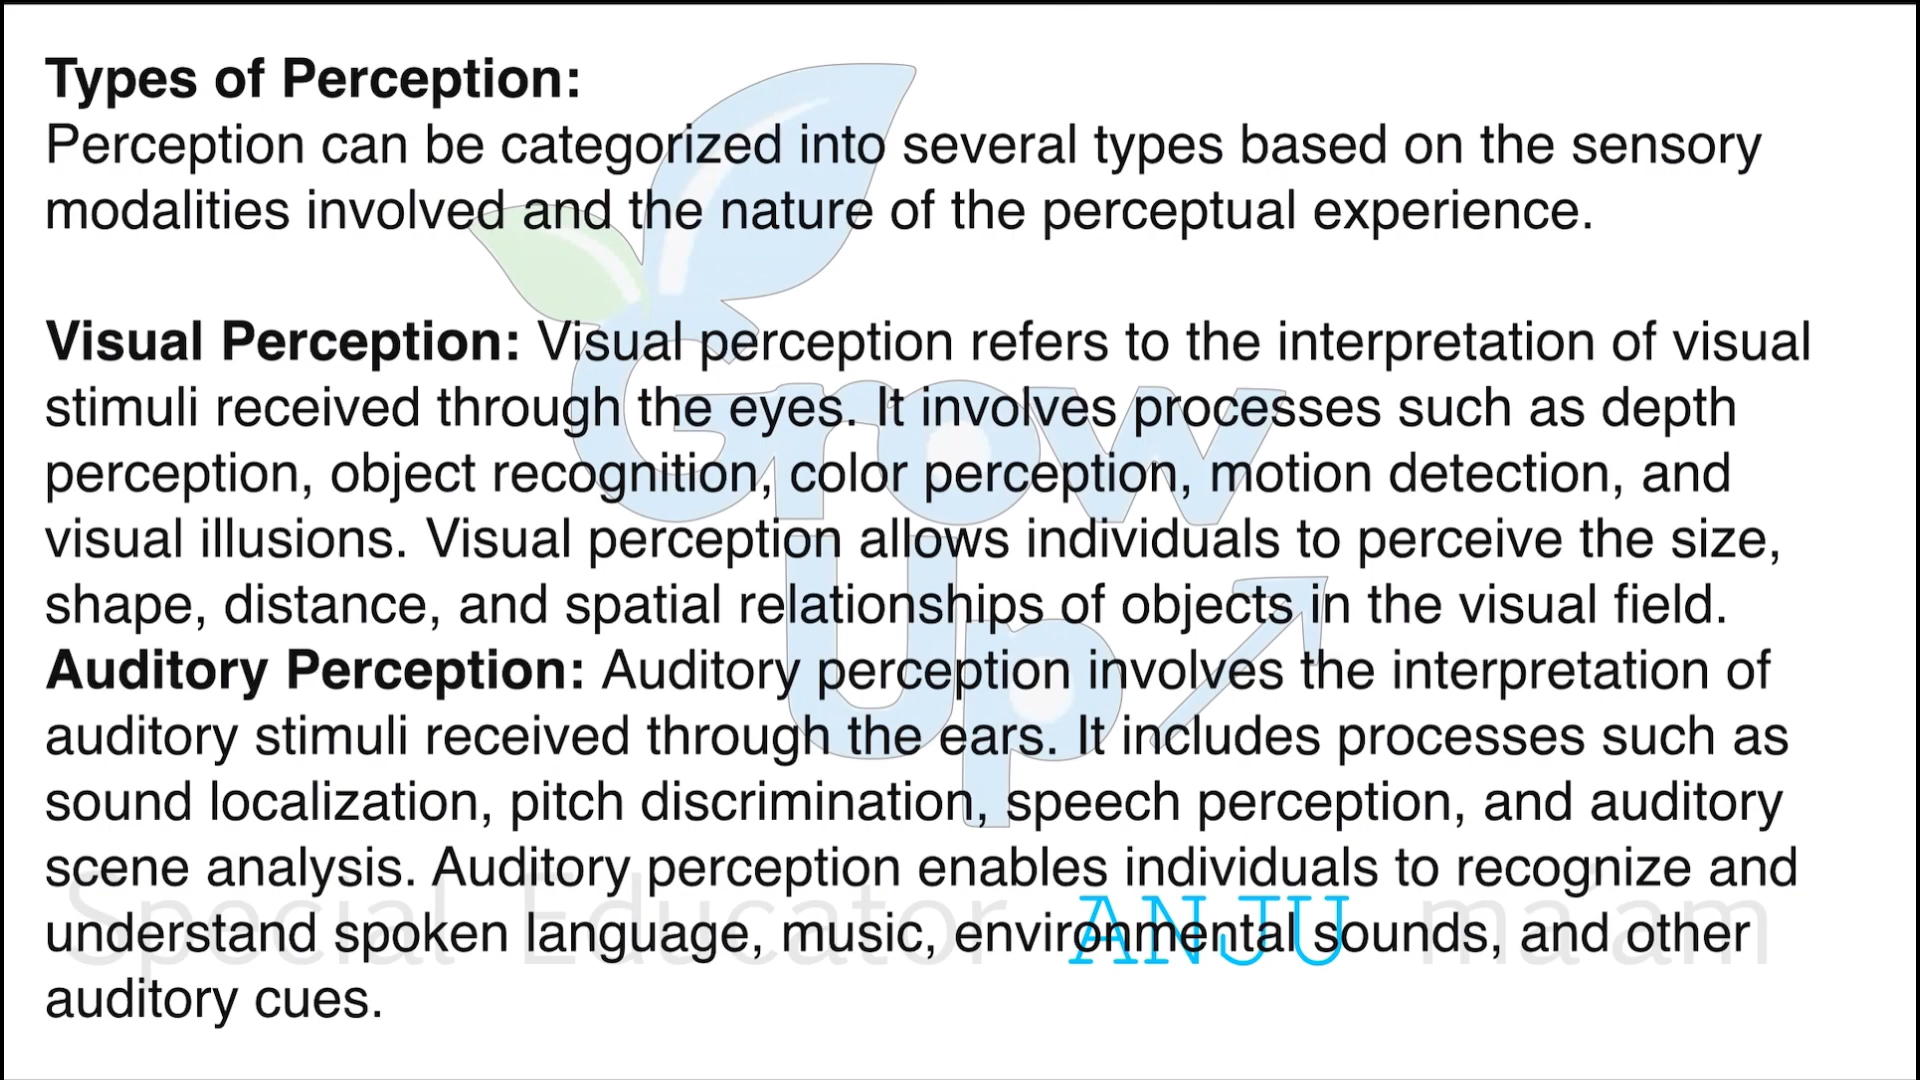 Types of Perception:
Perception can be categorized into several types based on the sensory
modalities involved and the nature of the perceptual experience.
Visual Perception: Visual perception refers to the interpretation of visual
stimuli received through the eyes. It involves processes such as depth
perception, object recognition, color perception, motion detection, and
visual illusions. Visual perception allows individuals to perceive the size,
shape, distance, and spatial relationships of objects in the visual field.
Auditory Perception: Auditory perception involves the interpretation of
auditory stimuli received through the ears. It includes processes such as
sound localization, pitch discrimination, speech perception, and auditory
scene analysis. Auditory perception enables individuals to recognize and
understand spoken language, music, environmental sounds, and other
auditory cues.
Grow
Up
Special Educator ANJU ma'am